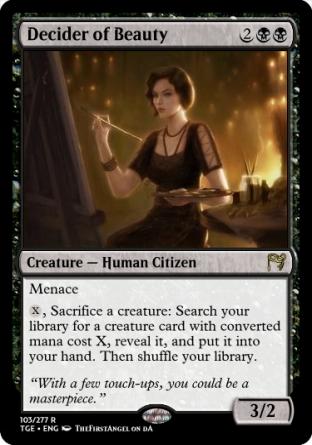 Decider of Beauty 2
Creature — Human Citizen
Menace
X, Sacrifice a creature: Search your
library for a creature card with converted
mana cost X, reveal it, and put it into
your hand. Then shuffle your library.
“With a few touch-ups, you could be a
masterpiece.”
3/2
103/277 R
TGE • ENG TheFirstAngel on dA